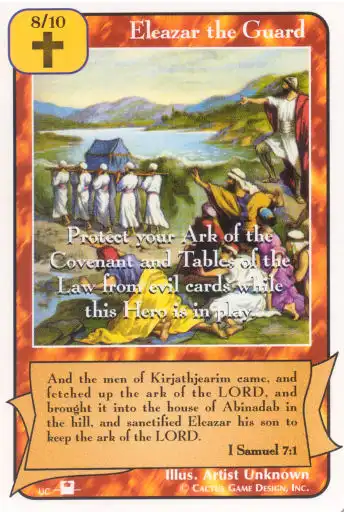 8/10
Eleazar the Guard
Protect your Ark of the
Covenant and Tables of the
Law from evil cards while
this Hero is in play.
And the men of Kirjathjearim came, and
fetched up the ark of the LORD, and
brought it into the house of Abinadab in
the hill, and sanctified Eleazar his son to
keep the ark of the LORD.
I Samuel 7:1
Illus. Artist Unknown
© Cactus Game Design, Inc.
UC